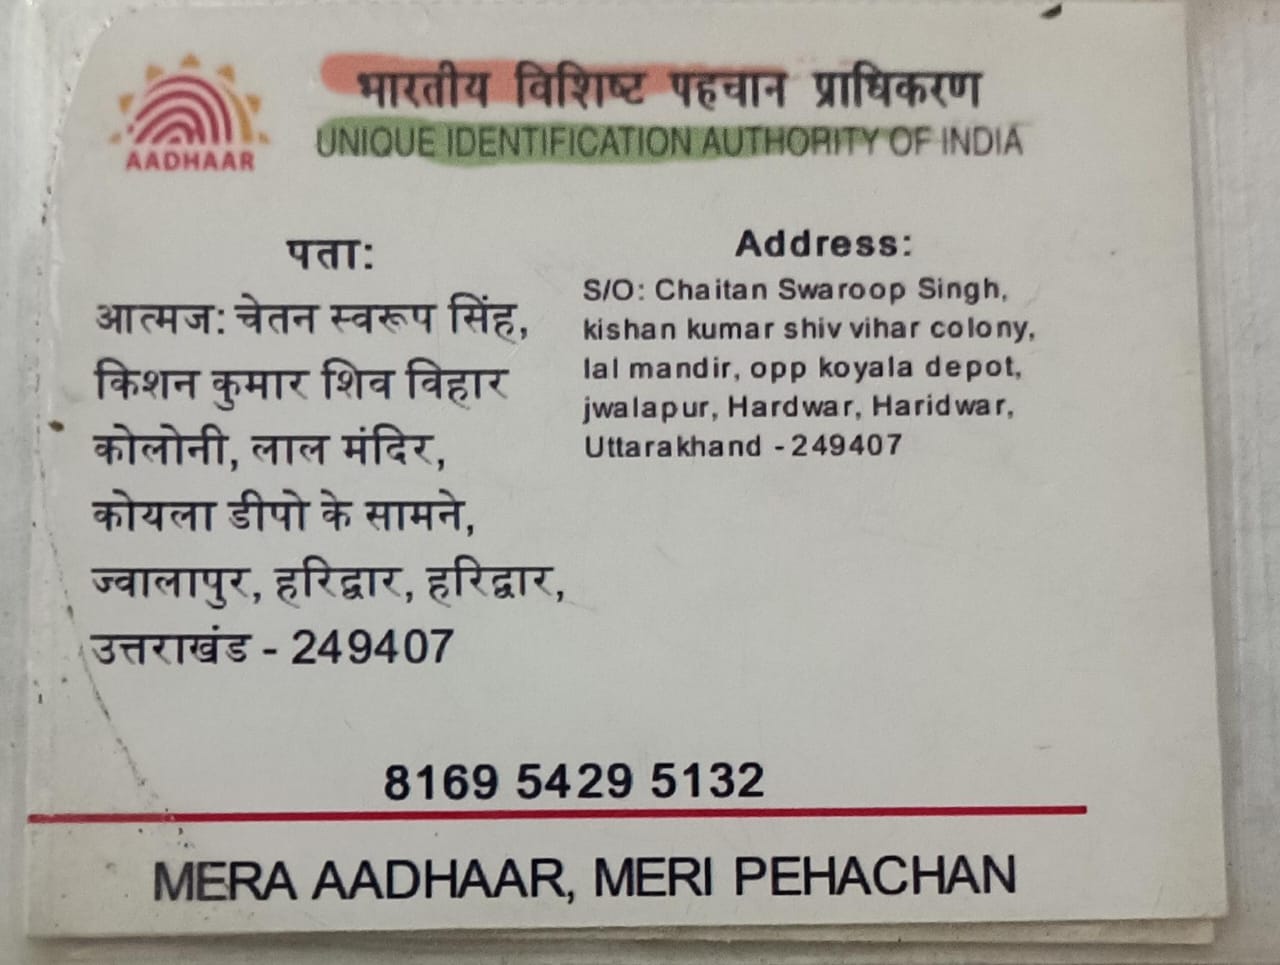 भारतीय विशिष्ट पहचान प्राधिकरण
UNIQUE IDENTIFICATION AUTHORITY OF INDIA
AADHAAR
पता:
आत्मज: चेतन स्वरूप सिंह,
किशन कुमार शिव विहार
कोलोनी, लाल मंदिर,
कोयला डीपो के सामने,
ज्वालापुर, हरिद्वार, हरिद्वार,
उत्तराखंड - 249407
Address:
S/O: Chaitan Swaroop Singh,
kishan kumar shiv vihar colony,
lal mandir, opp koyala depot,
jwalapur, Hardwar, Haridwar,
Uttarakhand - 249407
8169 5429 5132
MERA AADHAAR, MERI PEHACHAN